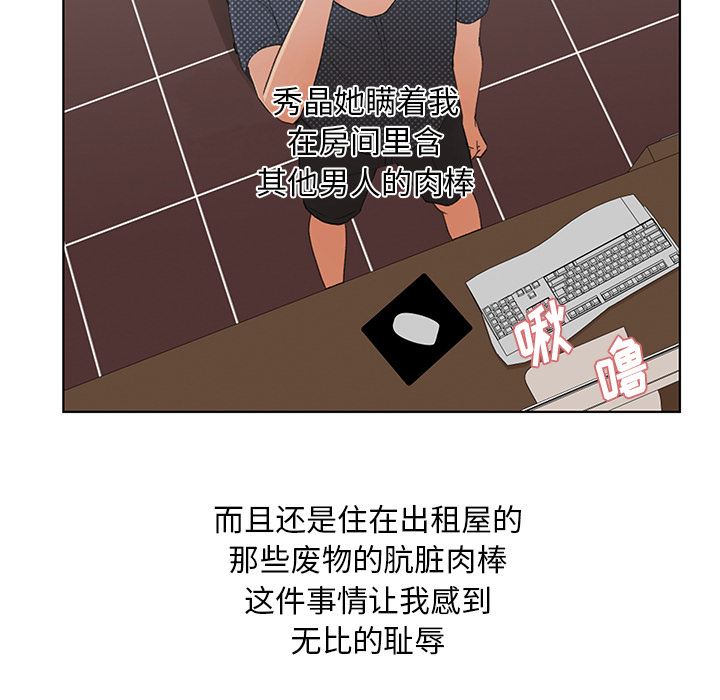 秀晶她瞒着我
在房间里含
其他男人的肉棒
啾
噜
而且还是住在出租屋的
那些废物的肮脏肉棒
这件事情让我感到
无比的耻辱